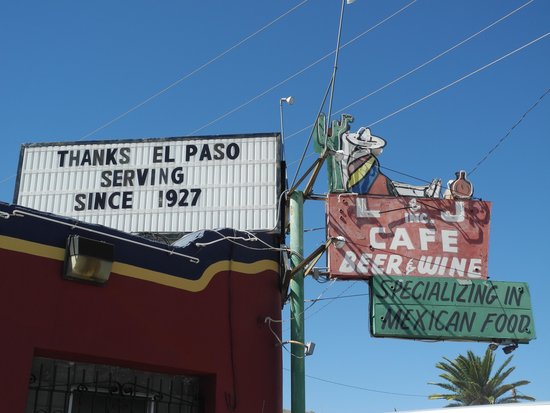 THANKS EL PASO
SERVING
SINCE 1927
L & J
INC.
CAFE
BEER & WINE
SPECIALIZING IN
MEXICAN FOOD